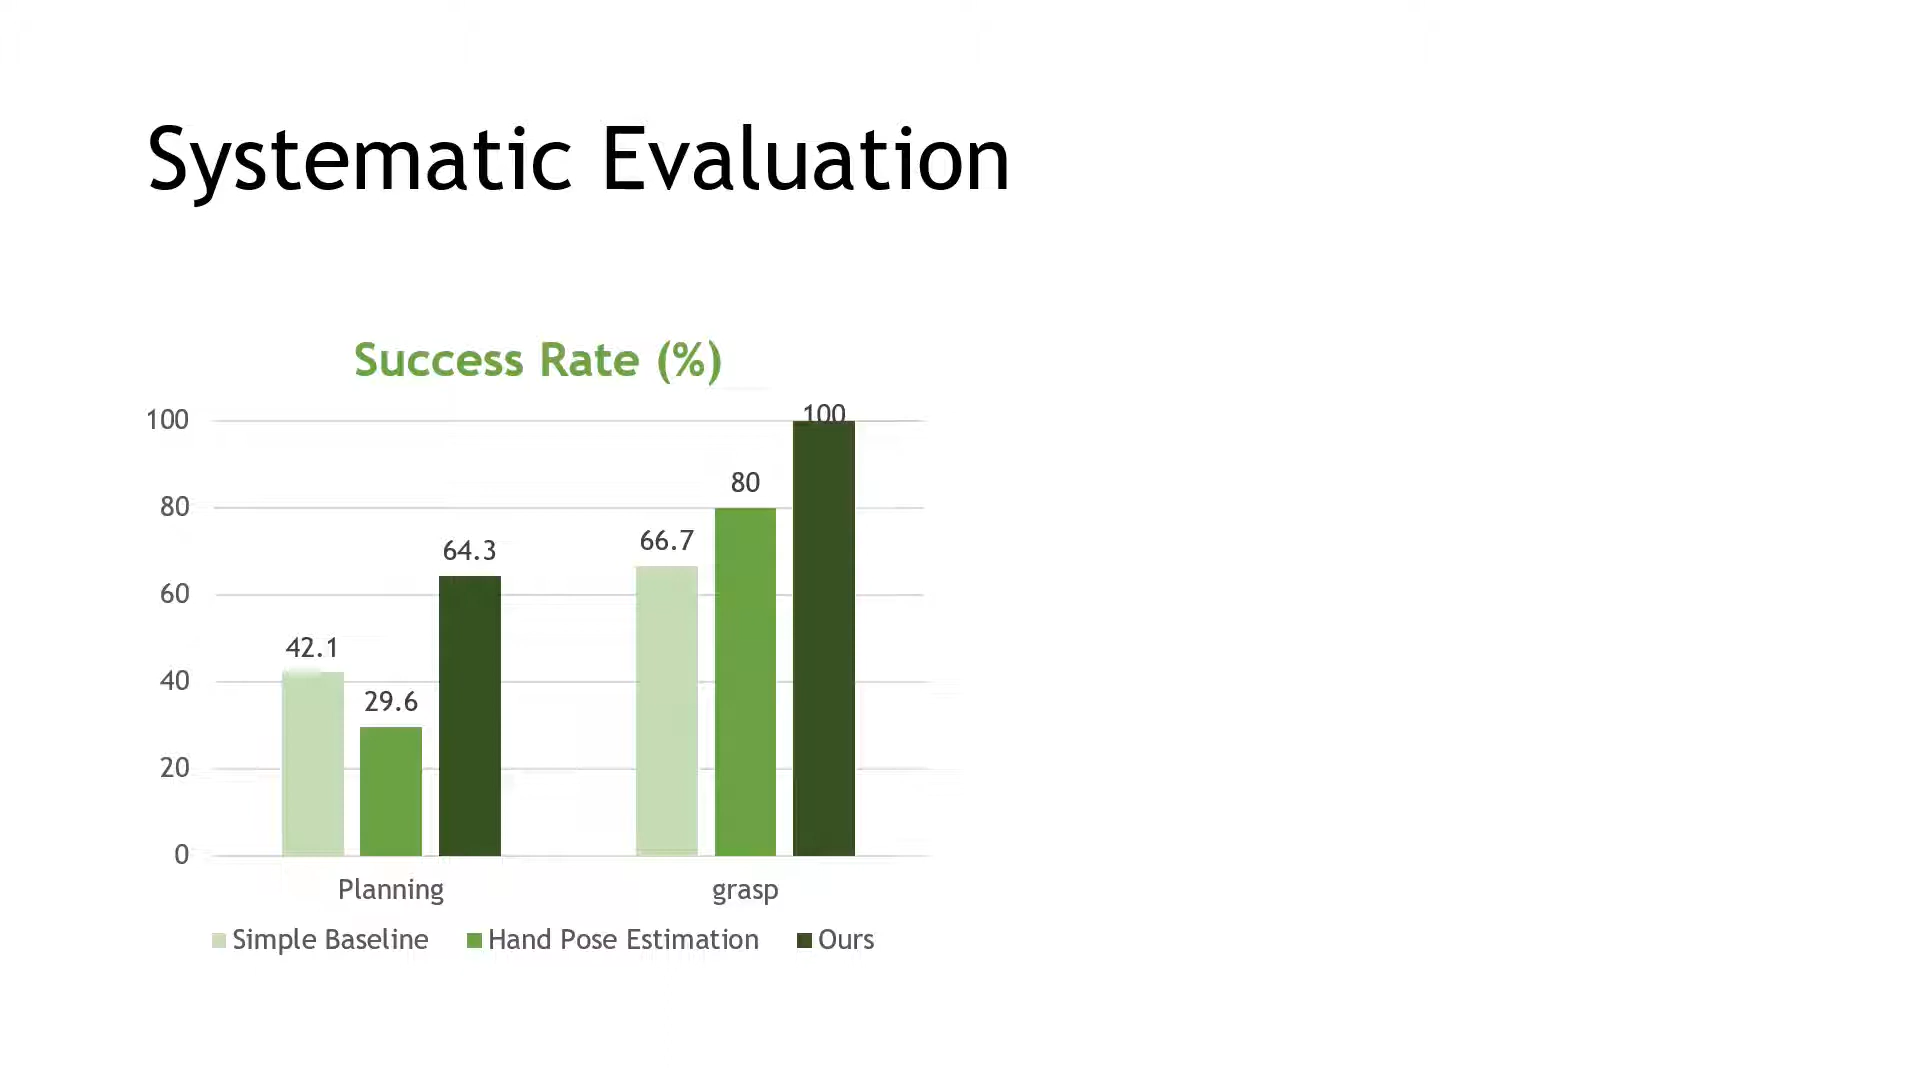 Systematic Evaluation
Success Rate (%)
100
80
60
40
20
0
42.1
29.6
64.3
66.7
80
100
Planning
grasp
Simple Baseline
Hand Pose Estimation
Ours